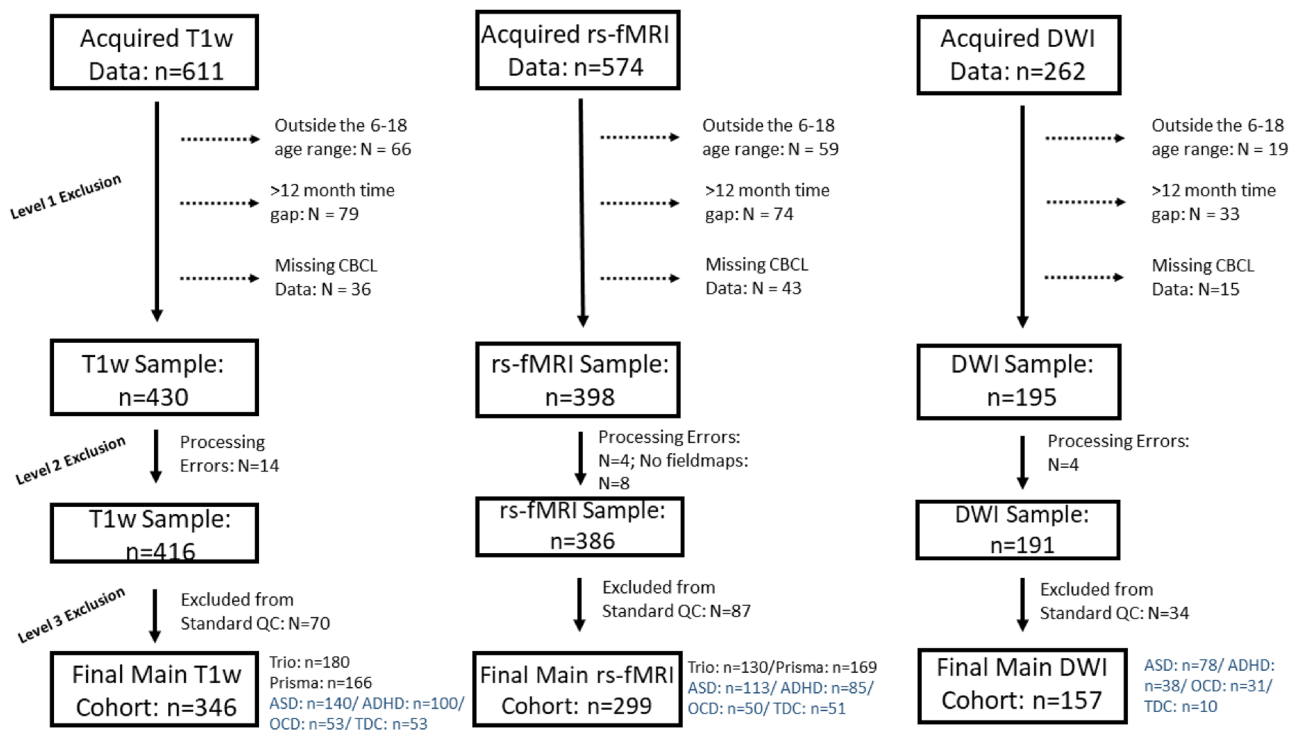 Acquired T1w
Data: n=611
Outside the 6-18
age range: N = 66
>12 month time
gap: N = 79
Missing CBCL
Data: N = 36
Level 1 Exclusion
T1w Sample:
n=430
Level 2 Exclusion
Processing
Errors: N=14
T1w Sample:
n=416
Level 3 Exclusion
Excluded from
Standard QC: N=70
Final Main T1w
Cohort: n=346
Trio: n=180
Prisma: n=166
ASD: n=140/ ADHD: n=100/
OCD: n=53/ TDC: n=53
Acquired rs-fMRI
Data: n=574
Outside the 6-18
age range: N = 59
>12 month time
gap: N = 74
Missing CBCL
Data: N = 43
rs-fMRI Sample:
n=398
Processing Errors:
N=4; No fieldmaps:
N=8
rs-fMRI Sample:
n=386
Excluded from
Standard QC: N=87
Final Main rs-fMRI
Cohort: n=299
Trio: n=130/Prisma: n=169
ASD: n=113/ ADHD: n=85/
OCD: n=50/ TDC: n=51
Acquired DWI
Data: n=262
Outside the 6-18
age range: N = 19
>12 month time
gap: N = 33
Missing CBCL
Data: N=15
DWI Sample:
n=195
Processing Errors:
N=4
DWI Sample:
n=191
Excluded from
Standard QC: N=34
Final Main DWI
Cohort: n=157
ASD: n=78/ ADHD:
n=38/ OCD: n=31/
TDC: n=10